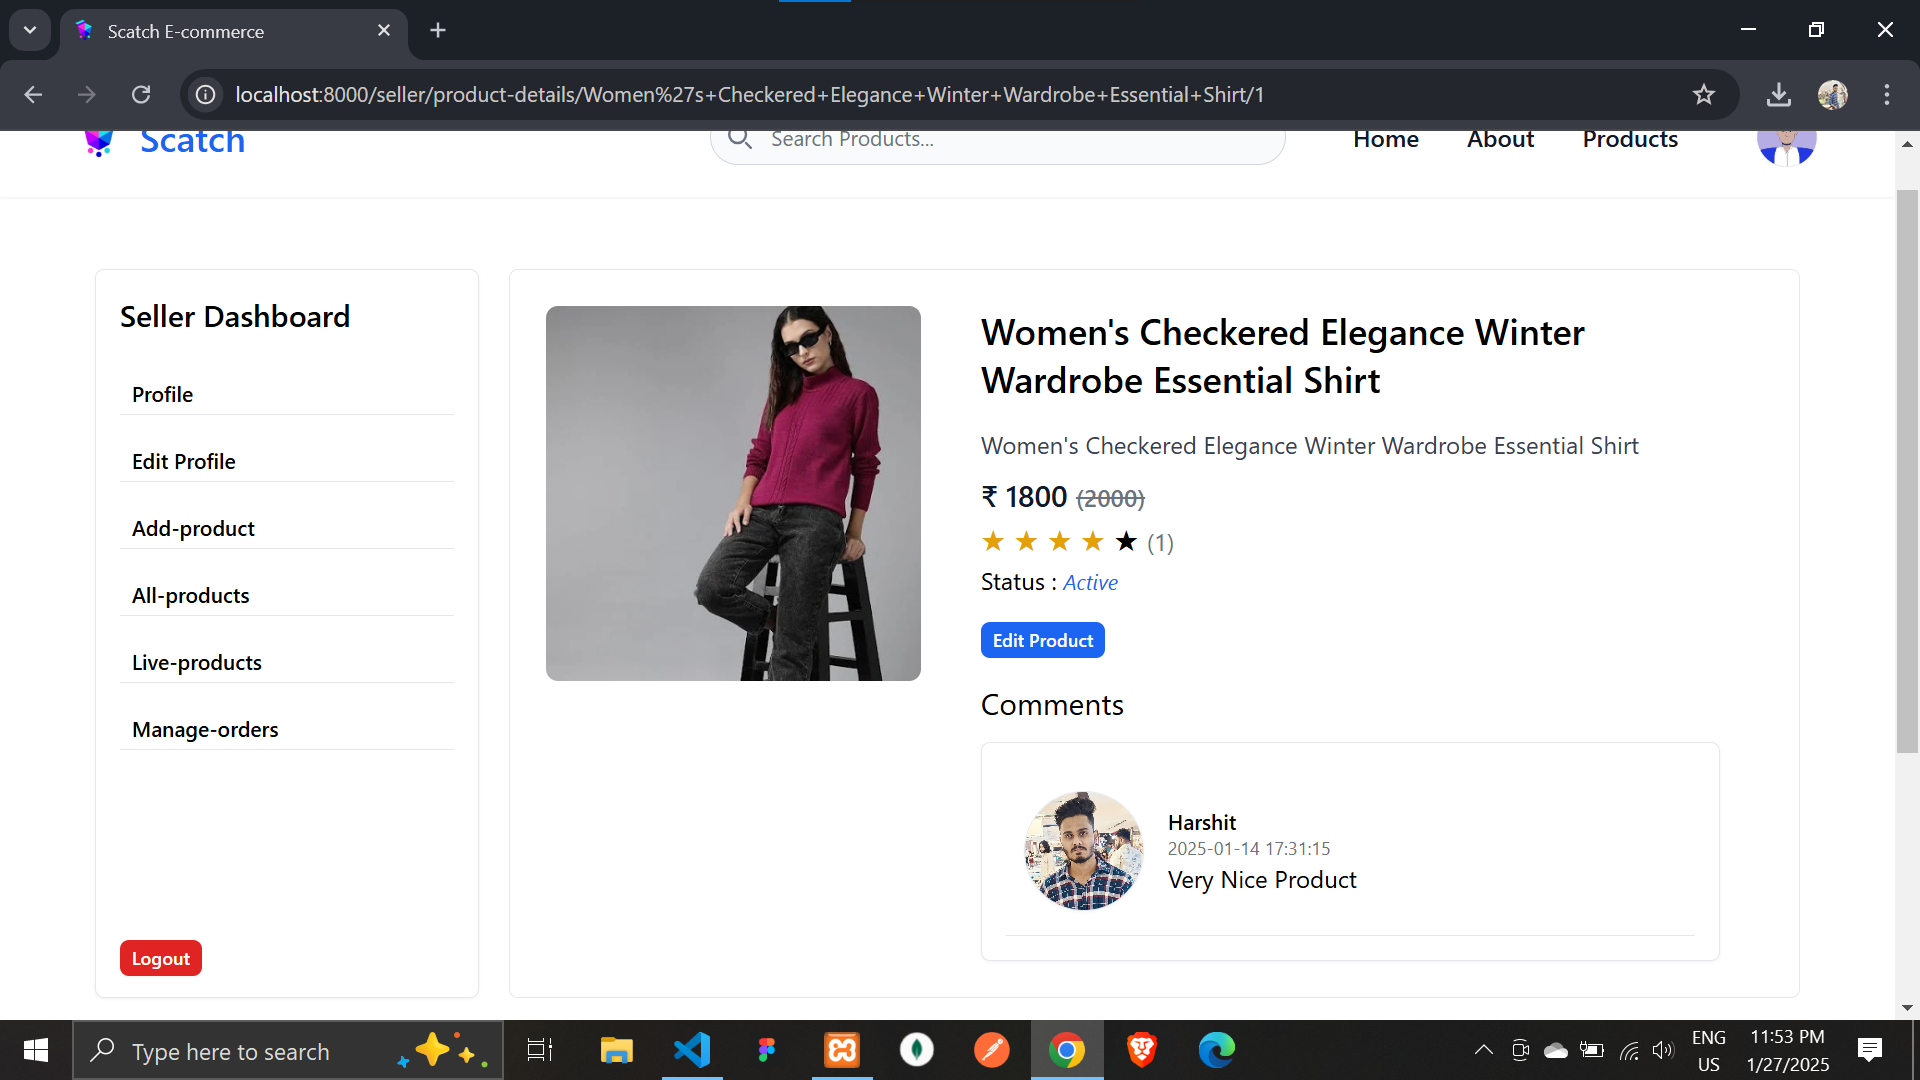 Scatch E-commerce
localhost:8000/seller/product-details/Women%27s+Checkered+Elegance+Winter+Wardrobe+Essential+Shirt/1
Scatch
Search Products...
Home
About
Products
Seller Dashboard
Profile
Edit Profile
Add-product
All-products
Live-products
Manage-orders
Logout
Women's Checkered Elegance Winter
Wardrobe Essential Shirt
Women's Checkered Elegance Winter Wardrobe Essential Shirt
₹ 1800 (2000)
★ ★ ★ ★ ★ (1)
Status : Active
Edit Product
Comments
Harshit
2025-01-14 17:31:15
Very Nice Product
Type here to search
ENG
US
11:53 PM
1/27/2025